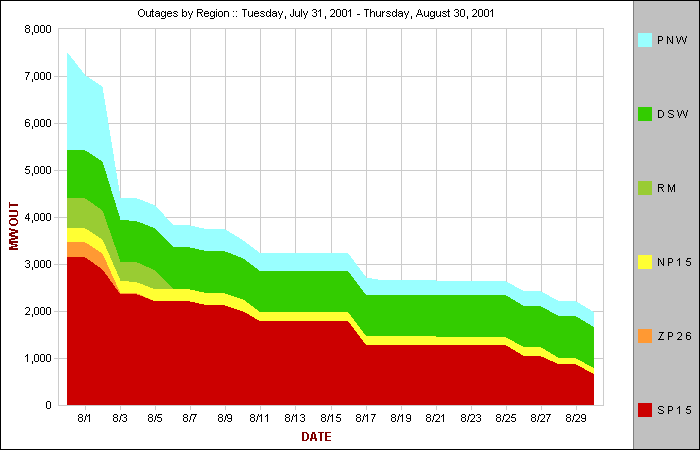 Outages by Region :: Tuesday, July 31, 2001 - Thursday, August 30, 2001
8,000
7,000
6,000
5,000
4,000
3,000
2,000
1,000
0
MWOUT
8/1 8/3 8/5 8/7 8/9 8/11 8/13 8/15 8/17 8/19 8/21 8/23 8/25 8/27 8/29
DATE
PNW
DSW
RM
NP15
ZP26
SP15